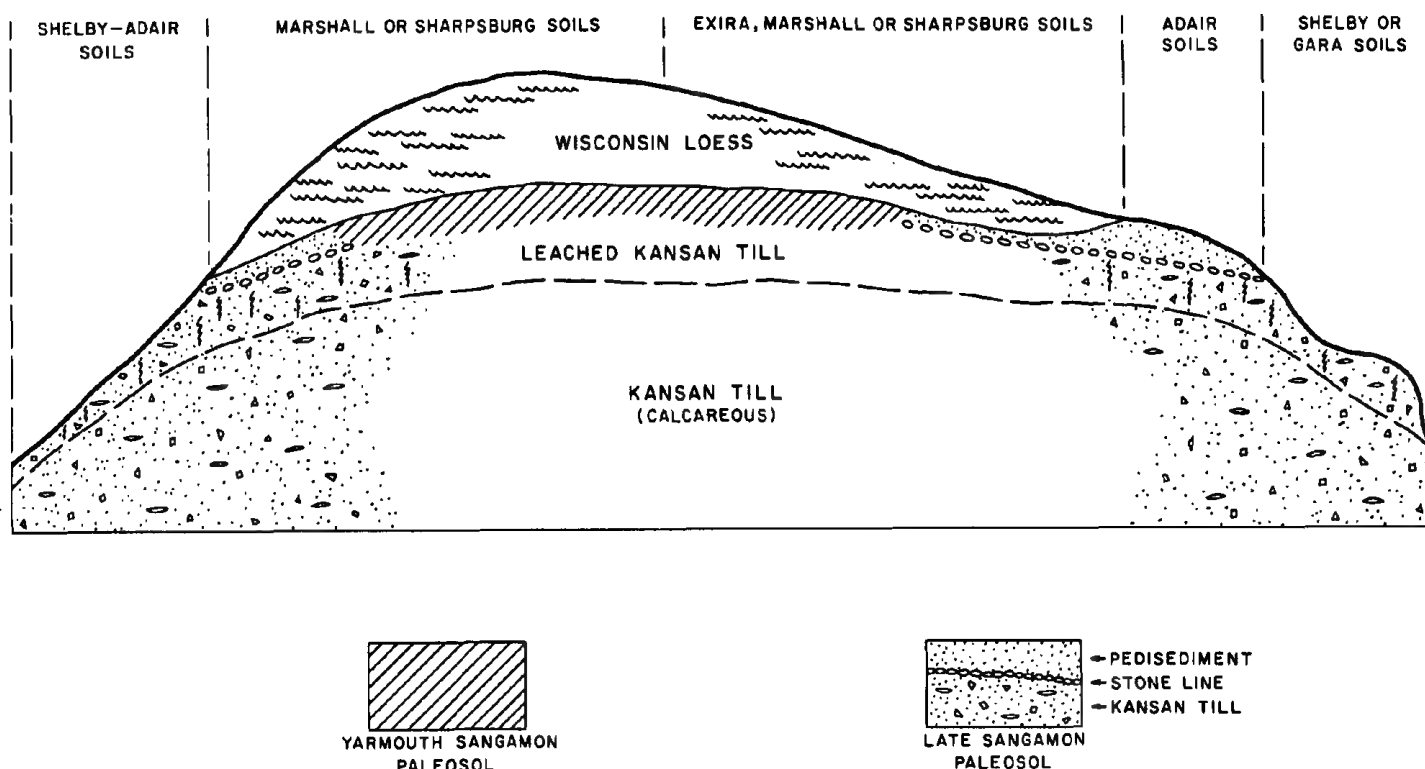 SHELBY–ADAIR
SOILS
MARSHALL OR SHARPSBURG SOILS
EXIRA, MARSHALL OR SHARPSBURG SOILS
ADAIR
SOILS
SHELBY OR
GARA SOILS
WISCONSIN LOESS
LEACHED KANSAN TILL
KANSAN TILL
(CALCAREOUS)
PEDISEDIMENT
STONE LINE
KANSAN TILL
YARMOUTH SANGAMON
PALEOSOL
LATE SANGAMON
PALEOSOL